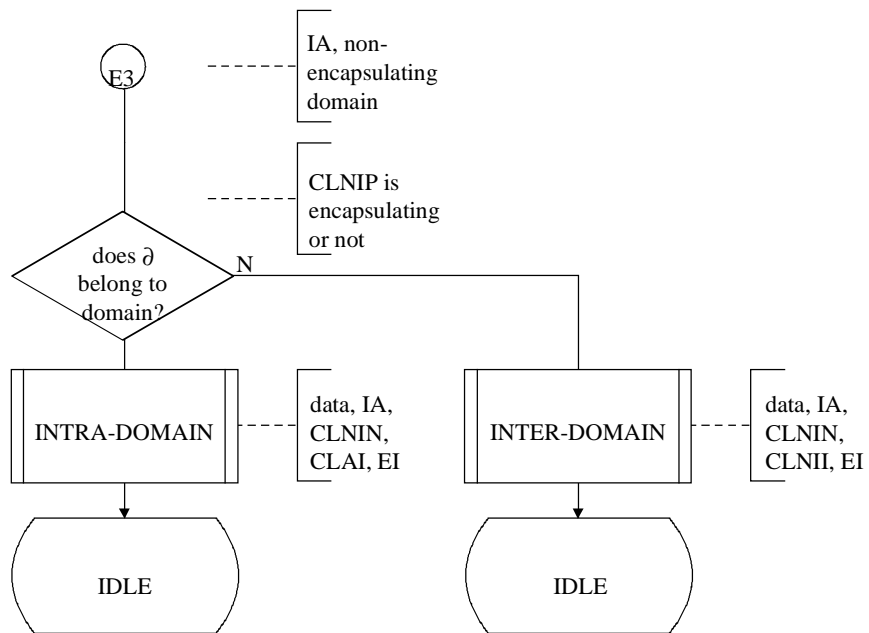 E3
IA, non-
encapsulating
domain
CLNIP is
encapsulating
or not
does ∂
belong to
domain?
N
INTRA-DOMAIN
data, IA,
CLNIN,
CLAI, EI
INTER-DOMAIN
data, IA,
CLNIN,
CLNII, EI
IDLE
IDLE